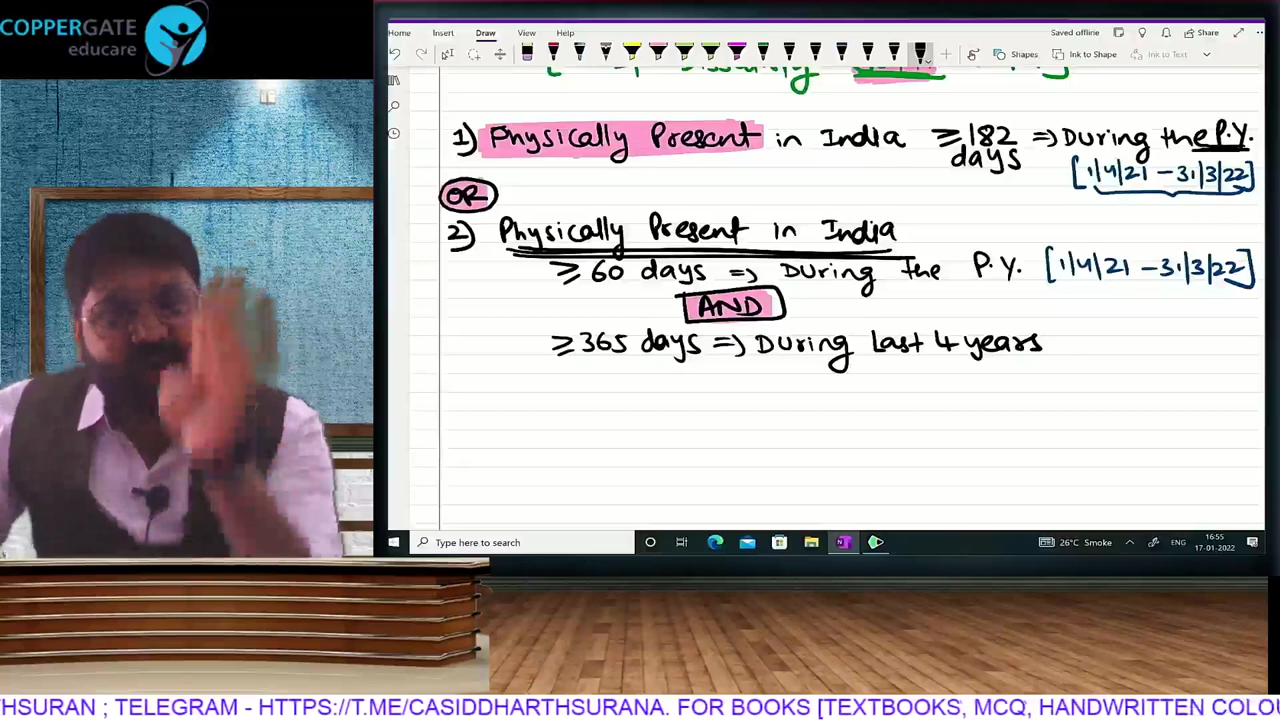 COPPERGATE
educare
Home Insert Draw View Help
Saved offline
Share
Shapes
Ink to Shape
Ink to Text
1) Physically Present in India ≥182 days ⇒ During the P.Y.
[1/4/21 - 31/3/22]
OR
2) Physically Present in India
≥ 60 days ⇒ During the P.Y. [1/4/21 - 31/3/22]
AND
≥365 days ⇒ During last 4 years
Type here to search
26°C Smoke
ENG
16:55
17-01-2022
THSURAN ; TELEGRAM - HTTPS://T.ME/CASIDDHARTHSURANA. FOR BOOKS [TEXTBOOKS, MCQ, HANDWRITTEN COLOU